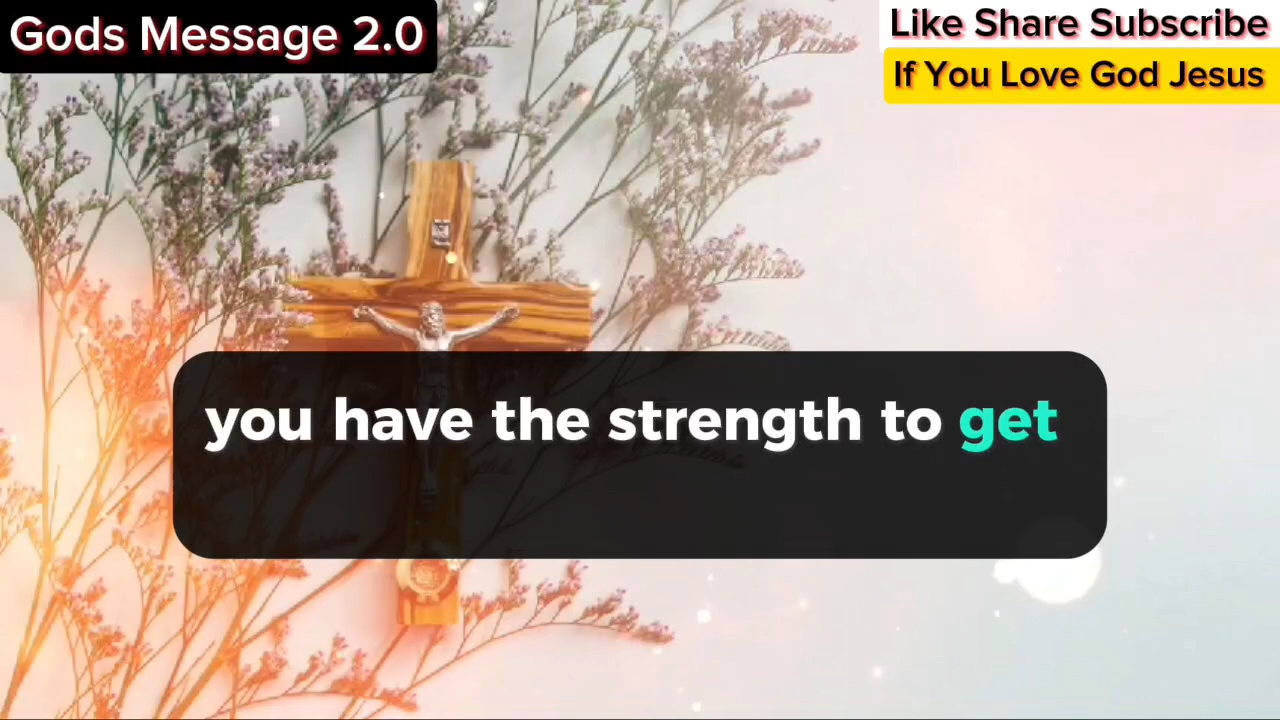 Gods Message 2.0
Like Share Subscribe
If You Love God Jesus
you have the strength to get